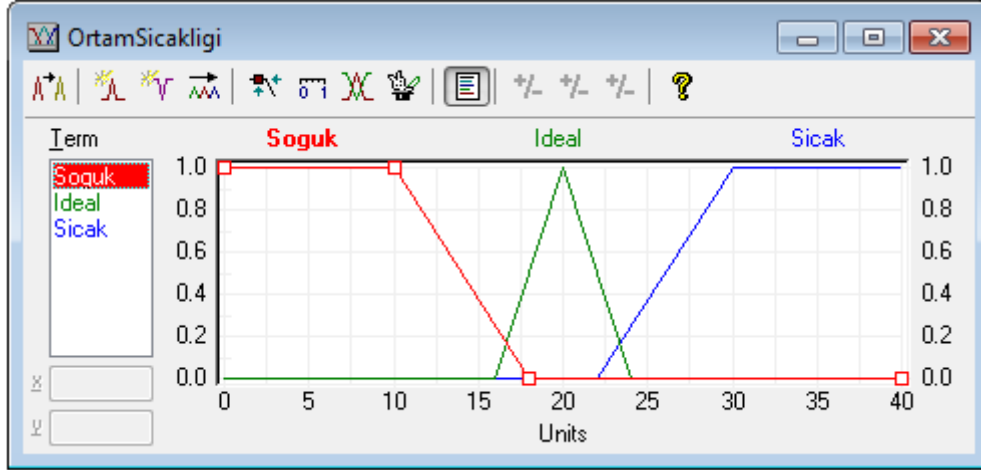 OrtamSicakligi
Term
Soguk Ideal Sicak
Soguk
Ideal
Sicak
1.0 1.0
0.8 0.8
0.6 0.6
0.4 0.4
0.2 0.2
0.0 0.0
0 5 10 15 20 25 30 35 40
Units
x
y